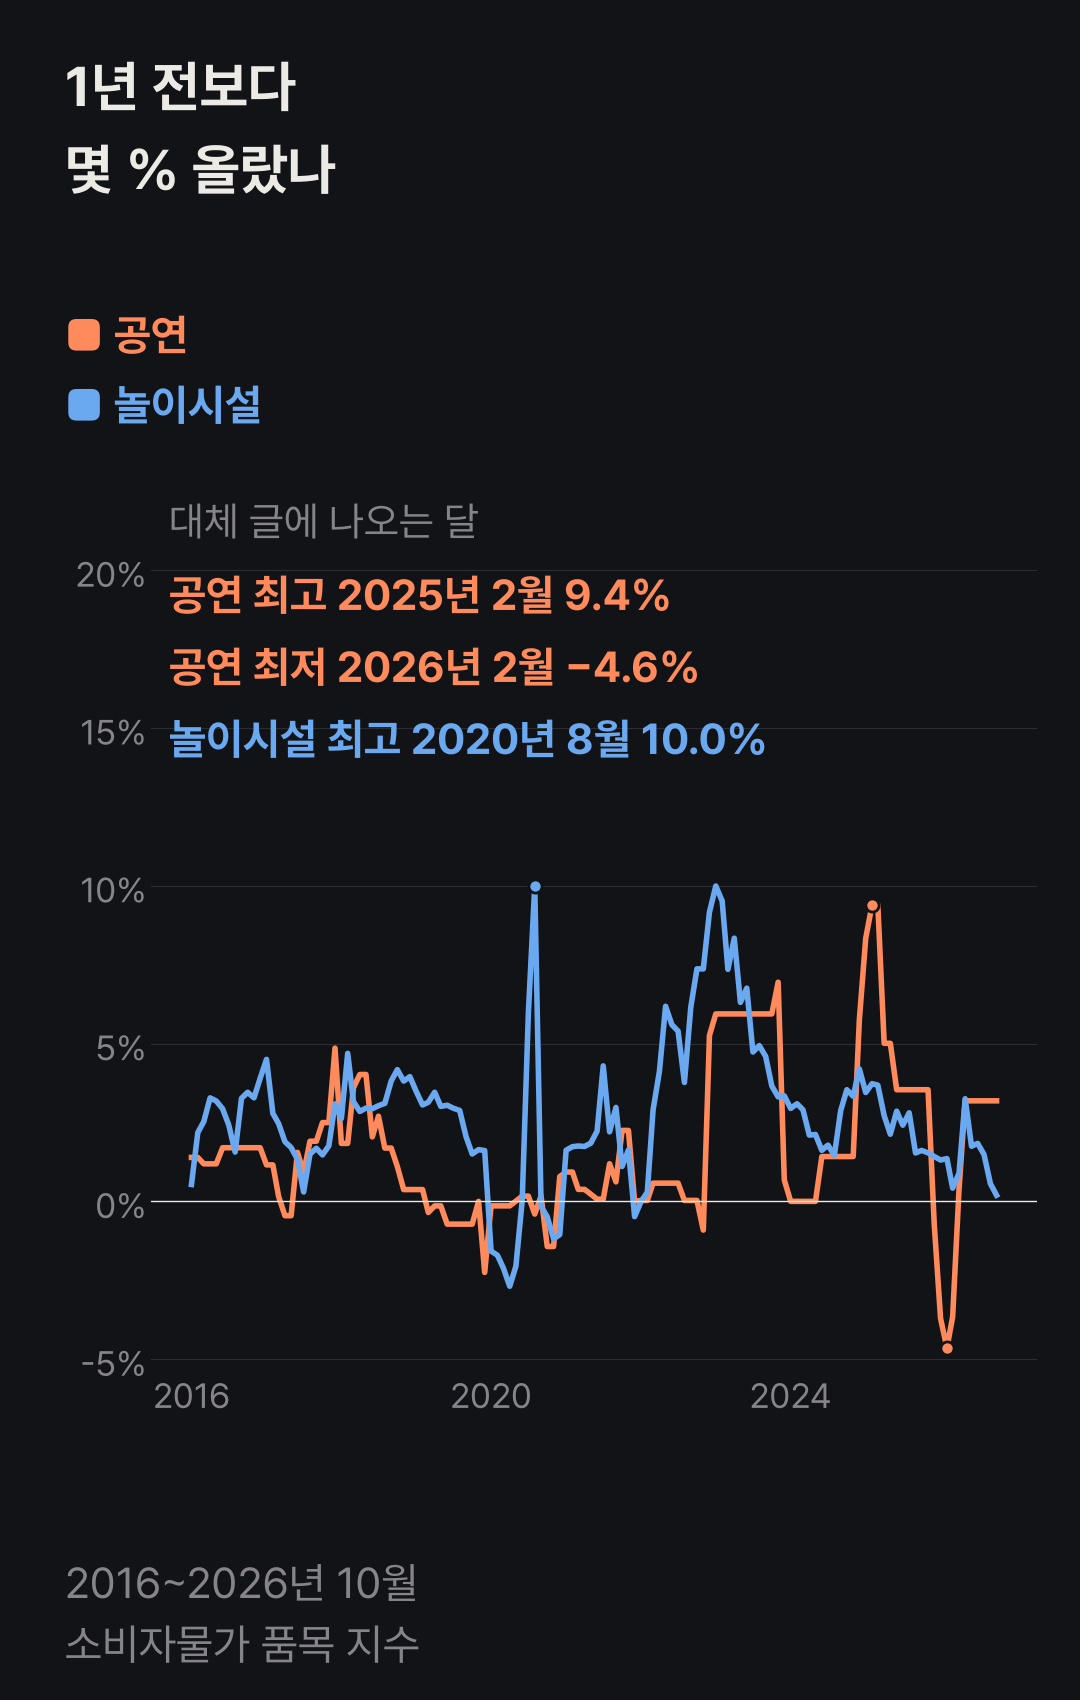 1년 전보다
몇 % 올랐나
공연
놀이시설
대체 글에 나오는 달
20%
공연 최고 2025년 2월 9.4%
공연 최저 2026년 2월 −4.6%
15%
놀이시설 최고 2020년 8월 10.0%
10%
5%
0%
-5%
2016
2020
2024
2016~2026년 10월
소비자물가 품목 지수